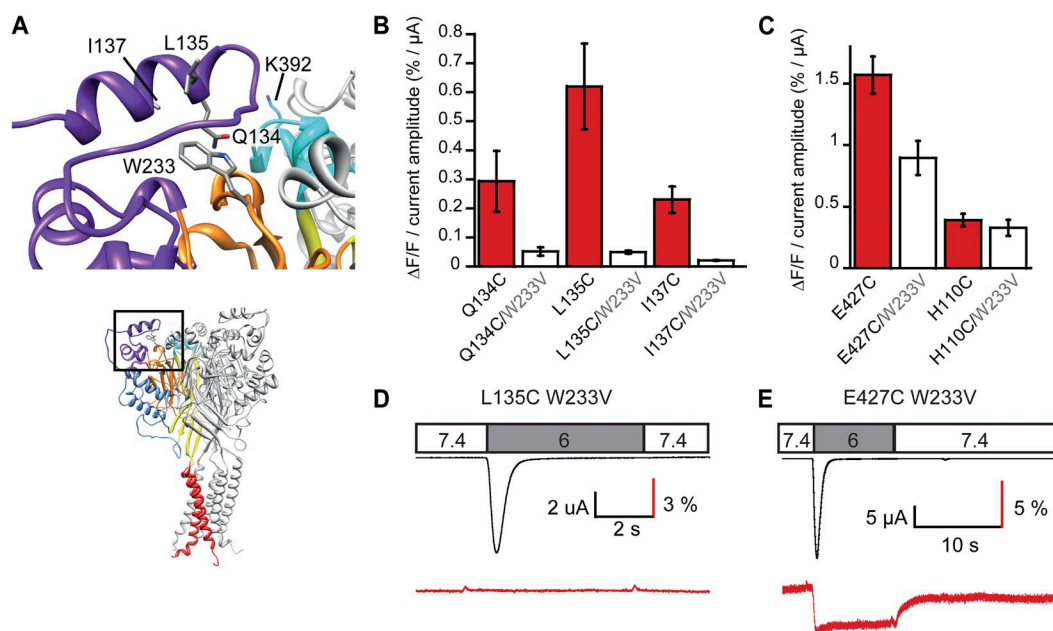 A
I137
L135
K392
Q134
W233
B
ΔF/F / current amplitude (% / µA)
0.8
0.7
0.6
0.5
0.4
0.3
0.2
0.1
0
Q134C
Q134C/W233V
L135C
L135C/W233V
I137C
I137C/W233V
C
ΔF/F / current amplitude (% / µA)
1.5
1
0.5
0
E427C
E427C/W233V
H110C
H110C/W233V
D
L135C W233V
7.4 6 7.4
2 uA
3 %
2 s
E
E427C W233V
7.4 6 7.4
5 µA
5 %
10 s